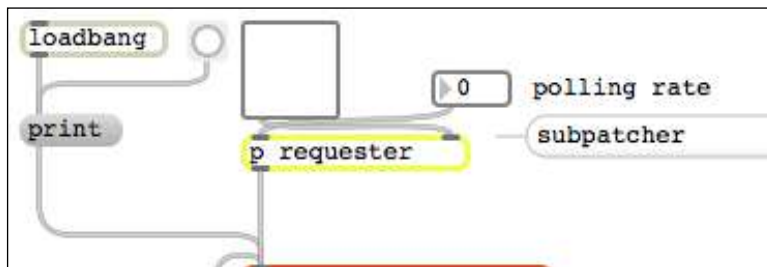 loadbang
0
polling rate
print
subpatcher
p requester